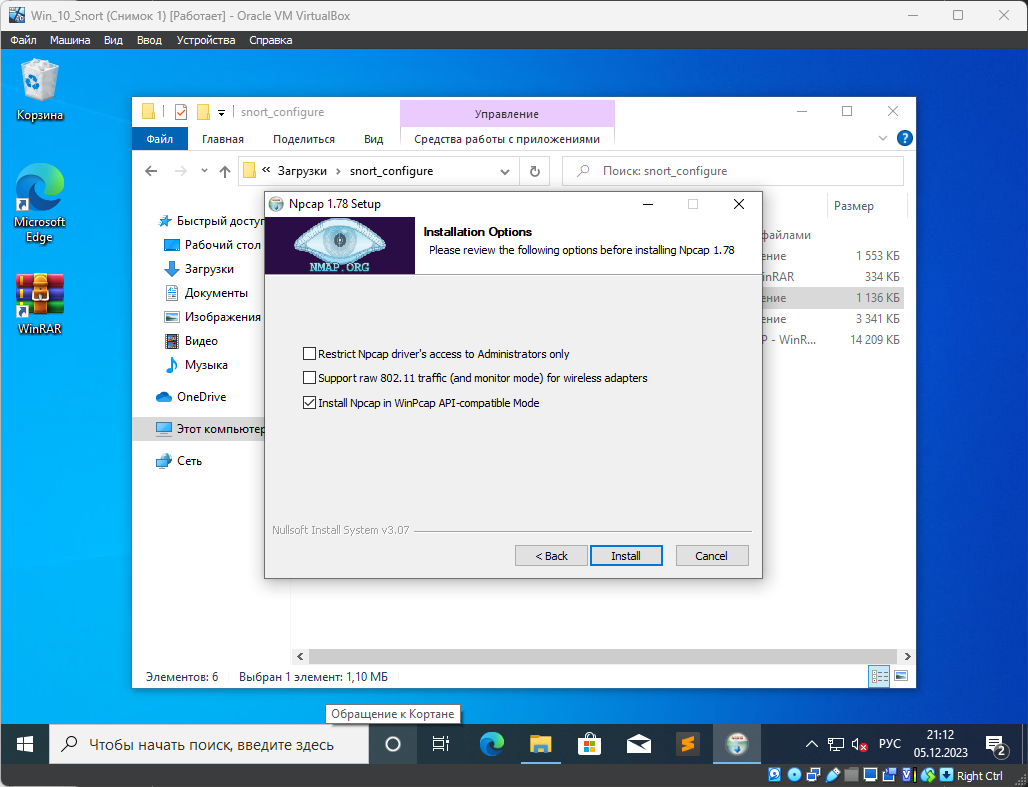 Win_10_Snort (Снимок 1) [Работает] - Oracle VM VirtualBox
Файл Машина Вид Ввод Устройства Справка
Корзина
Microsoft
Edge
WinRAR
snort_configure
Управление
Файл Главная Поделиться Вид Средства работы с приложениями
« Загрузки › snort_configure
Поиск: snort_configure
Размер
Быстрый доступ
Рабочий стол
Загрузки
Документы
Изображения
Видео
Музыка
OneDrive
Этот компьютер
Сеть
файлами
ение 1 553 КБ
inRAR 334 КБ
ение 1 136 КБ
ение 3 341 КБ
P - WinR... 14 209 КБ
Npcap 1.78 Setup
NMAP.ORG
Installation Options
Please review the following options before installing Npcap 1.78
Restrict Npcap driver's access to Administrators only
Support raw 802.11 traffic (and monitor mode) for wireless adapters
Install Npcap in WinPcap API-compatible Mode
Nullsoft Install System v3.07
< Back Install Cancel
Элементов: 6 Выбран 1 элемент: 1,10 МБ
Обращение к Кортане
Чтобы начать поиск, введите здесь
РУС
21:12
05.12.2023
2
Right Ctrl